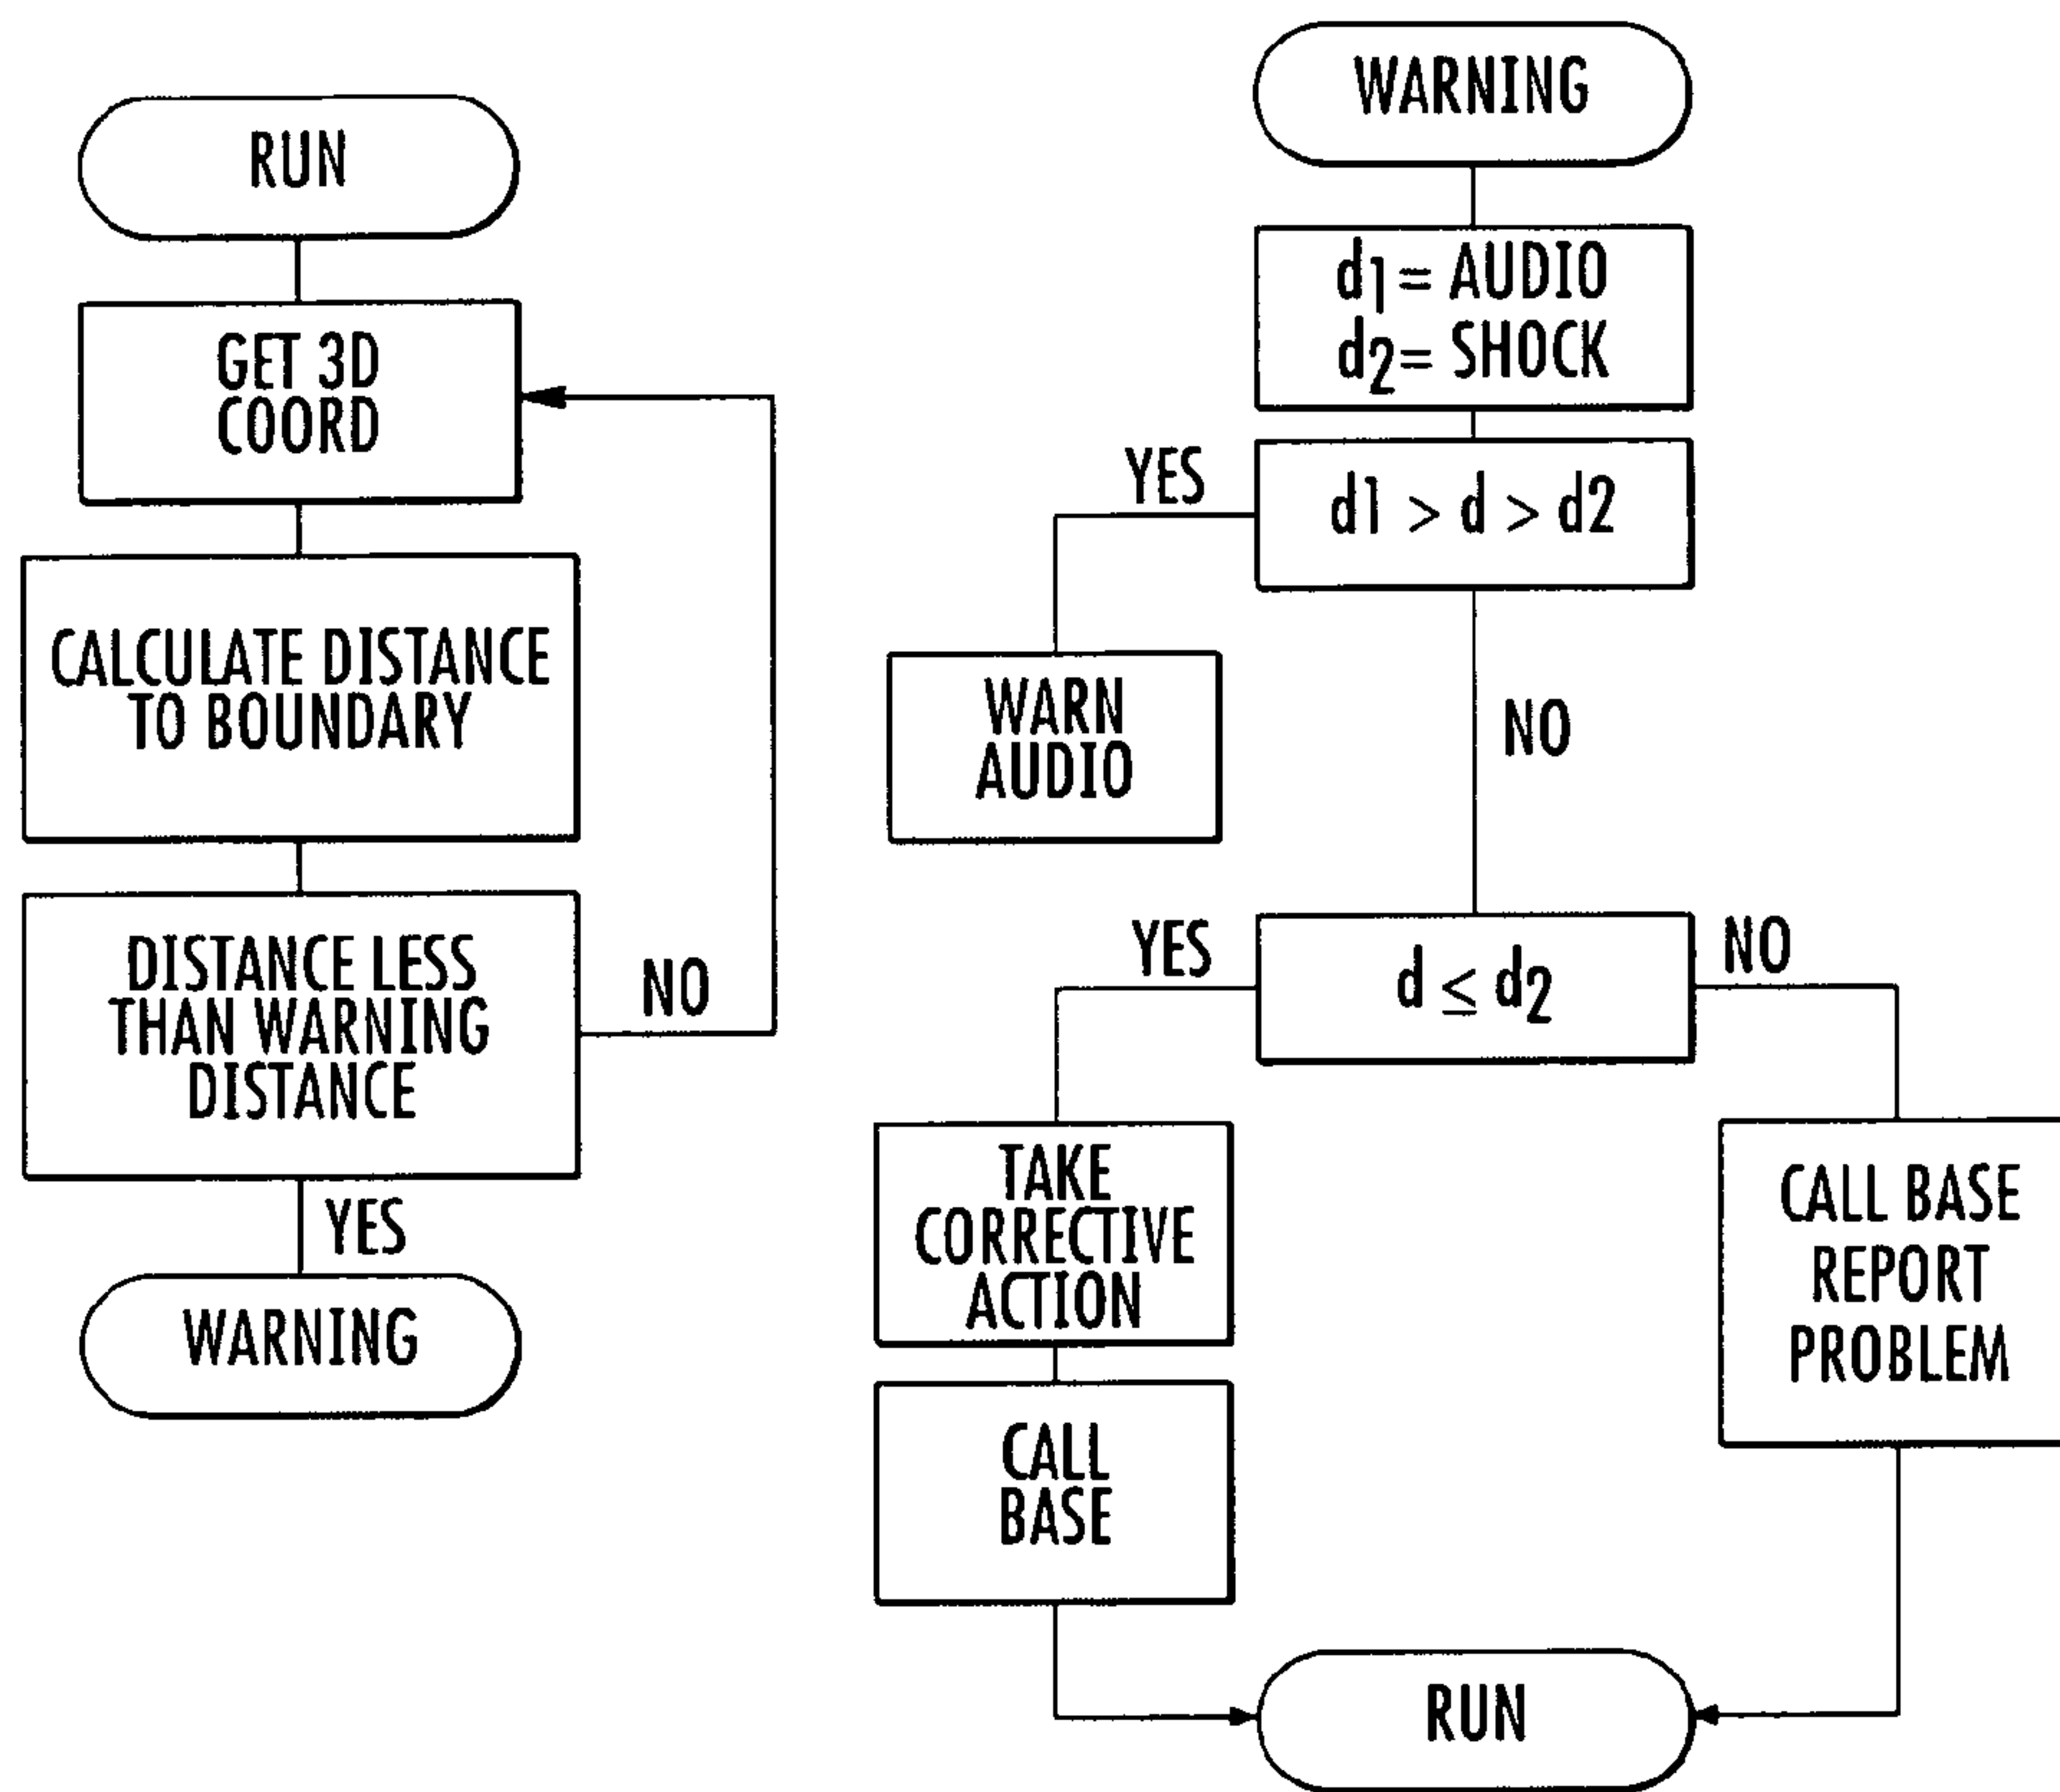 RUN
GET 3D
COORD
CALCULATE DISTANCE
TO BOUNDARY
DISTANCE LESS
THAN WARNING
DISTANCE
NO
YES
WARNING
WARNING
d1 = AUDIO
d2 = SHOCK
YES
d1 > d > d2
WARN
AUDIO
NO
YES
d ≤ d2
NO
TAKE
CORRECTIVE
ACTION
CALL BASE
REPORT
PROBLEM
CALL
BASE
RUN